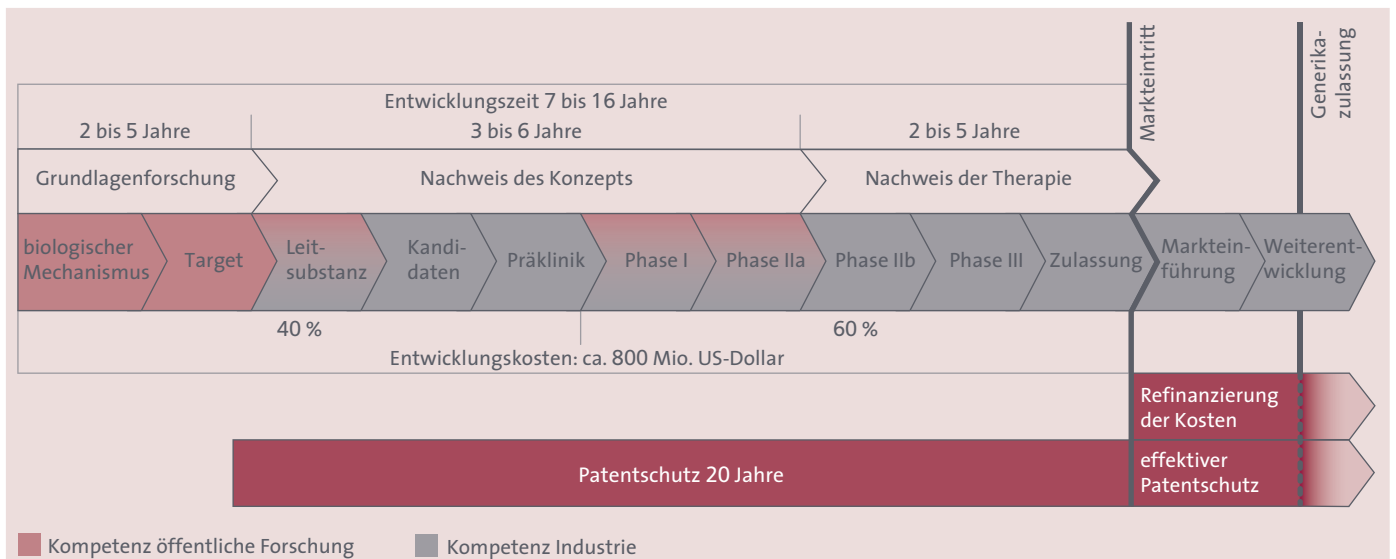 Entwicklungszeit 7 bis 16 Jahre
2 bis 5 Jahre
3 bis 6 Jahre
2 bis 5 Jahre
Markteintritt
Generika-
zulassung
Grundlagenforschung
Nachweis des Konzepts
Nachweis der Therapie
biologischer
Mechanismus
Target
Leit-
substanz
Kandi-
daten
Präklinik
Phase I
Phase IIa
Phase IIb
Phase III
Zulassung
Marktein-
führung
Weiterent-
wicklung
40 %
60 %
Entwicklungskosten: ca. 800 Mio. US-Dollar
Refinanzierung
der Kosten
Patentschutz 20 Jahre
effektiver
Patentschutz
Kompetenz öffentliche Forschung
Kompetenz Industrie